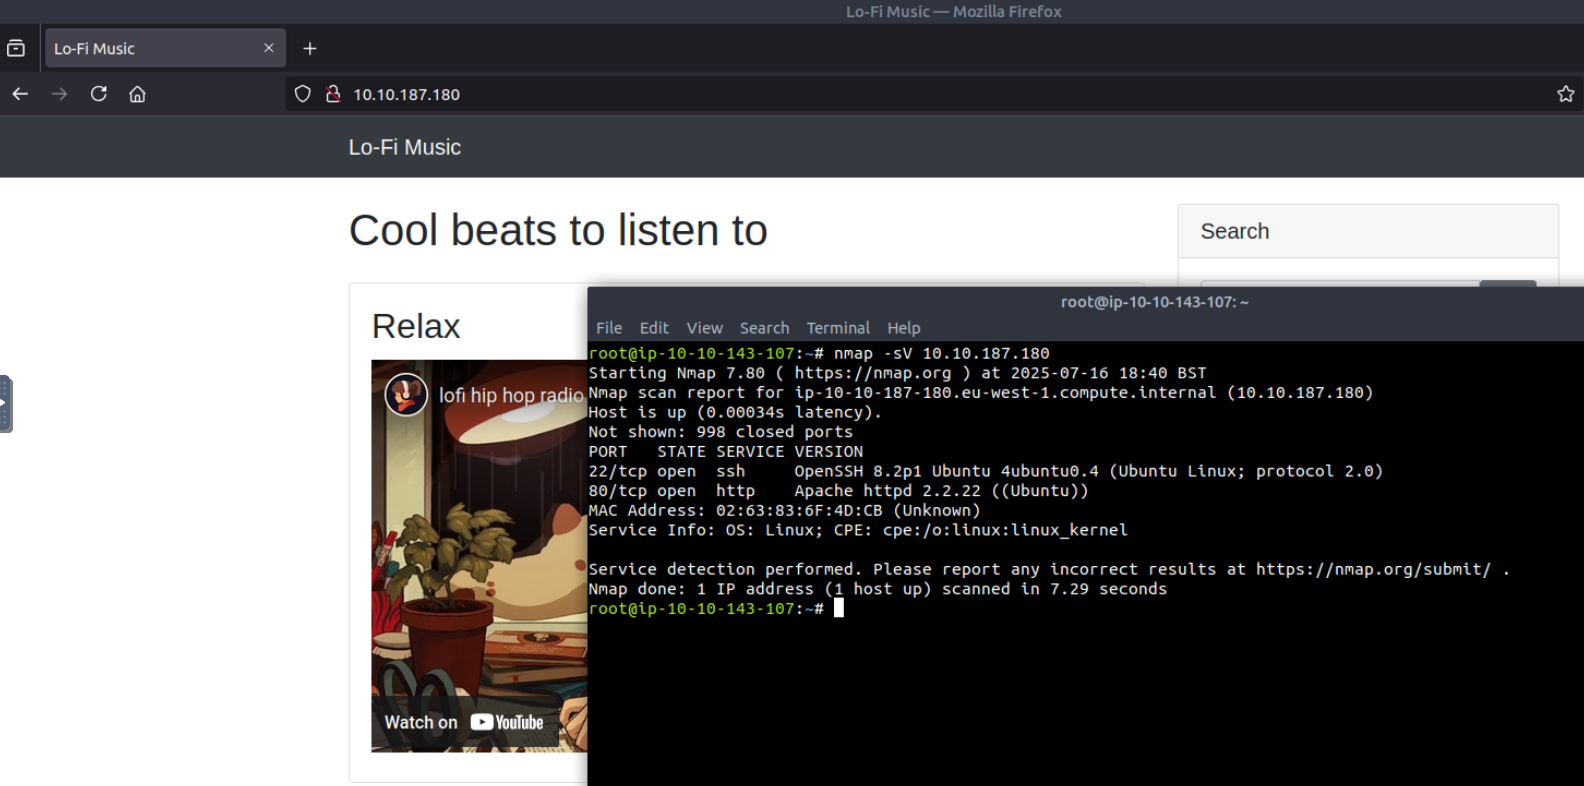 Lo-Fi Music — Mozilla Firefox
Lo-Fi Music
10.10.187.180
Lo-Fi Music
Cool beats to listen to
Search
Relax
lofi hip hop radio
Watch on YouTube
root@ip-10-10-143-107: ~
File Edit View Search Terminal Help
root@ip-10-10-143-107:~# nmap -sV 10.10.187.180
Starting Nmap 7.80 ( https://nmap.org ) at 2025-07-16 18:40 BST
Nmap scan report for ip-10-10-187-180.eu-west-1.compute.internal (10.10.187.180)
Host is up (0.00034s latency).
Not shown: 998 closed ports
PORT   STATE SERVICE VERSION
22/tcp open  ssh     OpenSSH 8.2p1 Ubuntu 4ubuntu0.4 (Ubuntu Linux; protocol 2.0)
80/tcp open  http    Apache httpd 2.2.22 ((Ubuntu))
MAC Address: 02:63:83:6F:4D:CB (Unknown)
Service Info: OS: Linux; CPE: cpe:/o:linux:linux_kernel
Service detection performed. Please report any incorrect results at https://nmap.org/submit/ .
Nmap done: 1 IP address (1 host up) scanned in 7.29 seconds
root@ip-10-10-143-107:~#